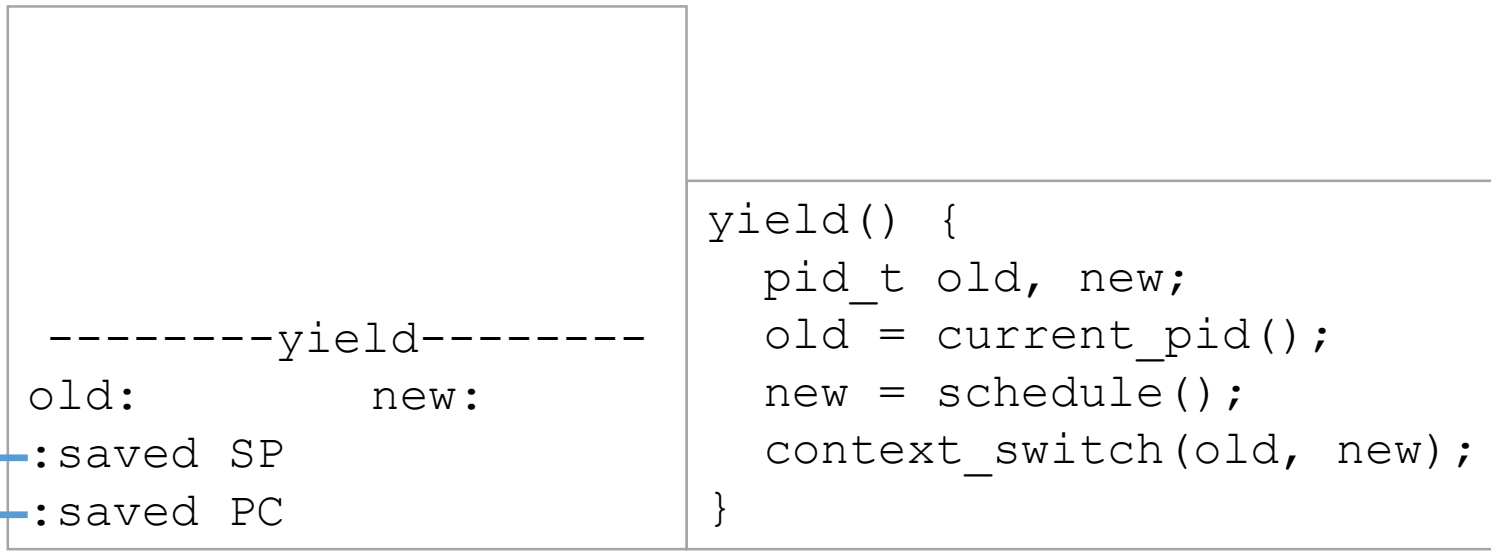 --------yield--------
old:          new:
:saved SP
:saved PC
yield() {
  pid_t old, new;
  old = current_pid();
  new = schedule();
  context_switch(old, new);
}